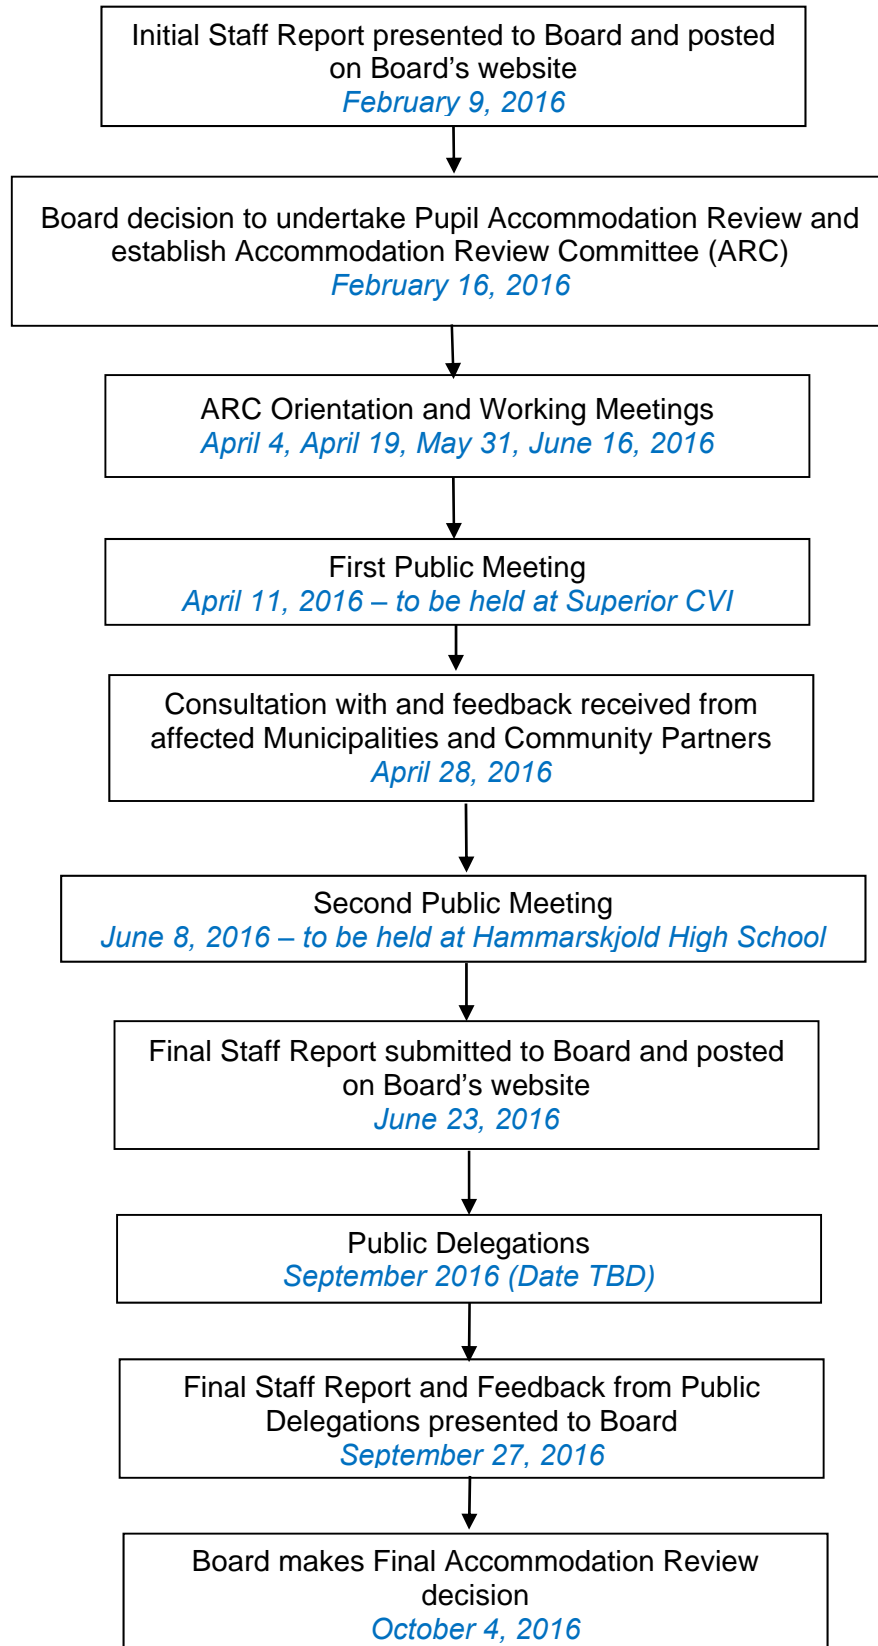 Initial Staff Report presented to Board and posted
on Board’s website
February 9, 2016
Board decision to undertake Pupil Accommodation Review and
establish Accommodation Review Committee (ARC)
February 16, 2016
ARC Orientation and Working Meetings
April 4, April 19, May 31, June 16, 2016
First Public Meeting
April 11, 2016 – to be held at Superior CVI
Consultation with and feedback received from
affected Municipalities and Community Partners
April 28, 2016
Second Public Meeting
June 8, 2016 – to be held at Hammarskjold High School
Final Staff Report submitted to Board and posted
on Board’s website
June 23, 2016
Public Delegations
September 2016 (Date TBD)
Final Staff Report and Feedback from Public
Delegations presented to Board
September 27, 2016
Board makes Final Accommodation Review
decision
October 4, 2016